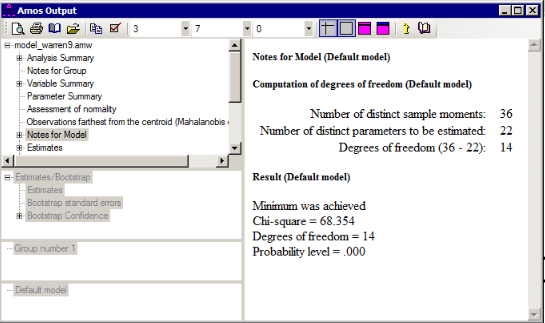 Amos Output
3 7 0
model_warren9.amw
Analysis Summary
Notes for Group
Variable Summary
Parameter Summary
Assessment of normality
Observations farthest from the centroid (Mahalanobis
Notes for Model
Estimates
Estimates/Bootstrap
Estimates
Bootstrap standard errors
Bootstrap Confidence
Group number 1
Default model
Notes for Model (Default model)
Computation of degrees of freedom (Default model)
Number of distinct sample moments: 36
Number of distinct parameters to be estimated: 22
Degrees of freedom (36 - 22): 14
Result (Default model)
Minimum was achieved
Chi-square = 68.354
Degrees of freedom = 14
Probability level = .000